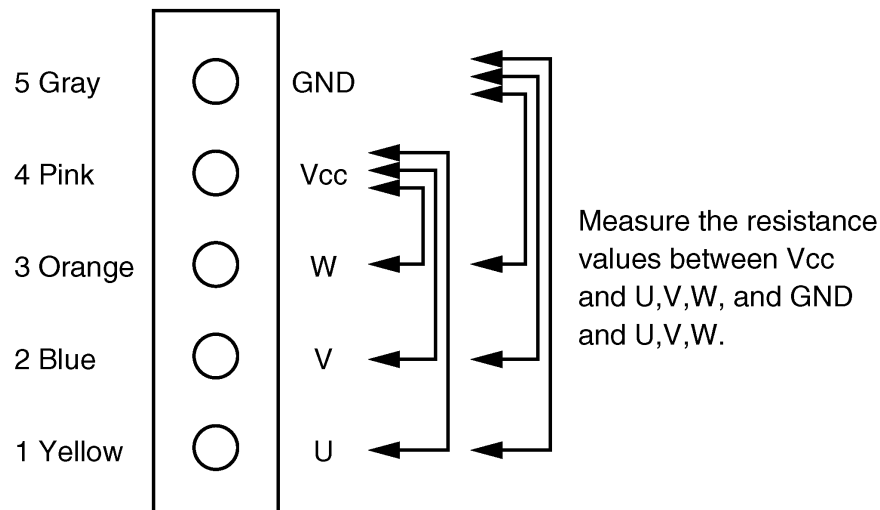 5 Gray GND
4 Pink Vcc
3 Orange W
2 Blue V
1 Yellow U
Measure the resistance
values between Vcc
and U,V,W, and GND
and U,V,W.